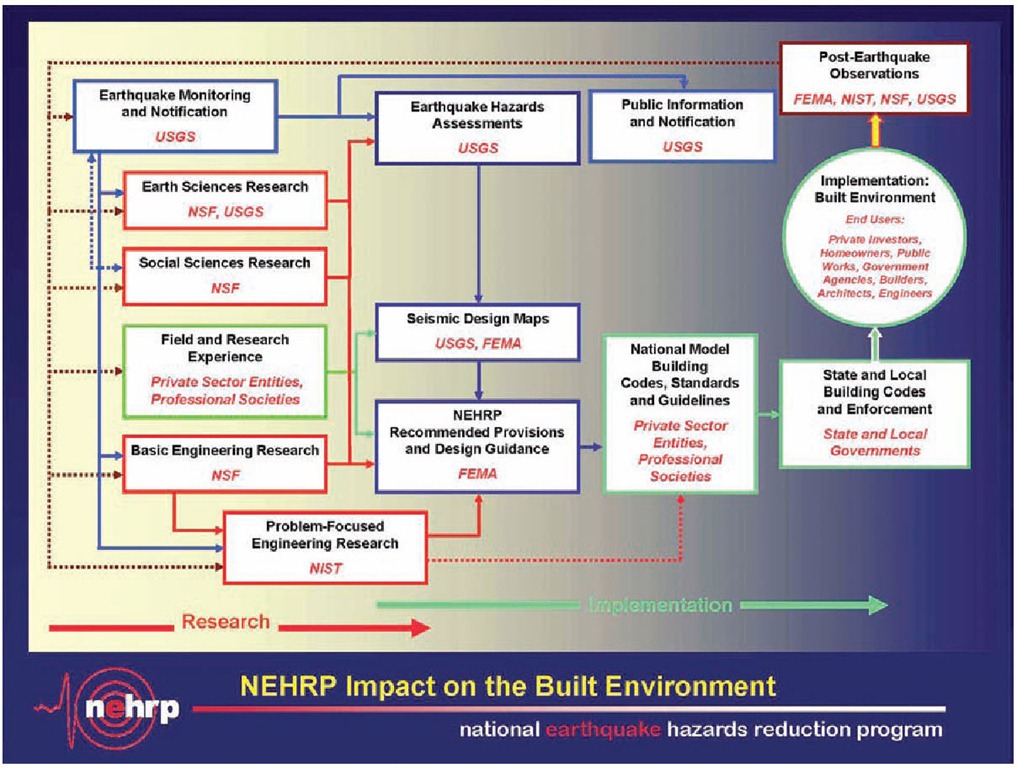 Post-Earthquake
Observations
FEMA, NIST, NSF, USGS
Earthquake Monitoring
and Notification
USGS
Earthquake Hazards
Assessments
USGS
Public Information
and Notification
USGS
Earth Sciences Research
NSF, USGS
Implementation:
Built Environment
End Users:
Private Investors,
Homeowners, Public
Works, Government
Agencies, Builders,
Architects, Engineers
Social Sciences Research
NSF
Field and Research
Experience
Private Sector Entities,
Professional Societies
Seismic Design Maps
USGS, FEMA
National Model
Building
Codes, Standards
and Guidelines
Private Sector
Entities,
Professional
Societies
State and Local
Building Codes
and Enforcement
State and Local
Governments
NEHRP
Recommended Provisions
and Design Guidance
FEMA
Basic Engineering Research
NSF
Problem-Focused
Engineering Research
NIST
Implementation
Research
nehrp
NEHRP Impact on the Built Environment
national earthquake hazards reduction program